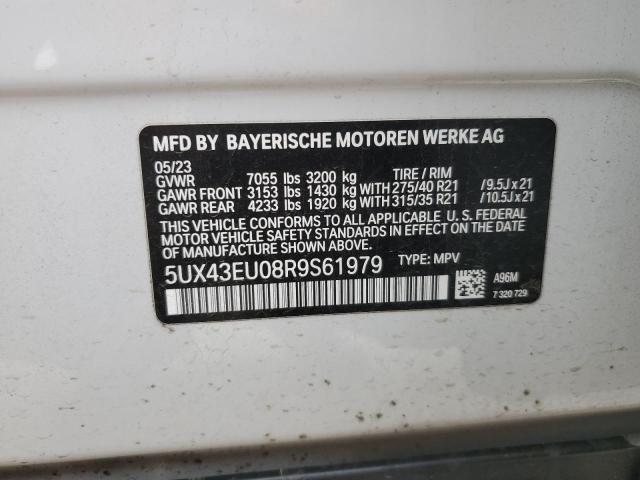 MFD BY BAYERISCHE MOTOREN WERKE AG
05/23
GVWR 7055 lbs 3200 kg TIRE / RIM
GAWR FRONT 3153 lbs 1430 kg WITH 275/40 R21 / 9.5J x 21
GAWR REAR 4233 lbs 1920 kg WITH 315/35 R21 / 10.5J x 21
THIS VEHICLE CONFORMS TO ALL APPLICABLE U. S. FEDERAL
MOTOR VEHICLE SAFETY STANDARDS IN EFFECT ON THE DATE
OF MANUFACTURE SHOWN ABOVE.
5UX43EU08R9S61979 TYPE: MPV
A96M
7 320 729